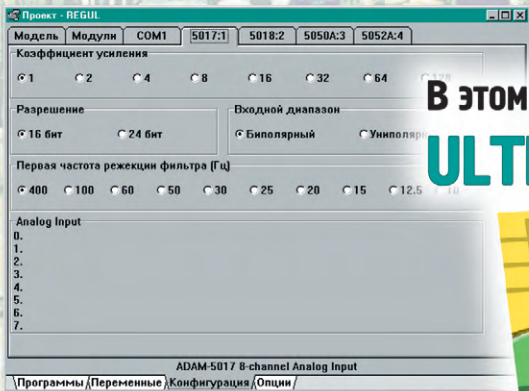 Проект - REGUL
Модель Модули COM1 5017:1 5018:2 5050A:3 5052A:4
Коэффициент усиления
1 2 4 8 16 32 64 128
В этом
Разрешение Входной диапазон
16 бит 24 бит Биполярный
Первая частота режекции фильтра (Гц)
400 100 60 50 30 25 20 15 12.5 10
Analog Input
0.
1.
2.
3.
4.
5.
6.
7.
ADAM-5017 8-channel Analog Input
Программы Переменные Конфигурация Опции